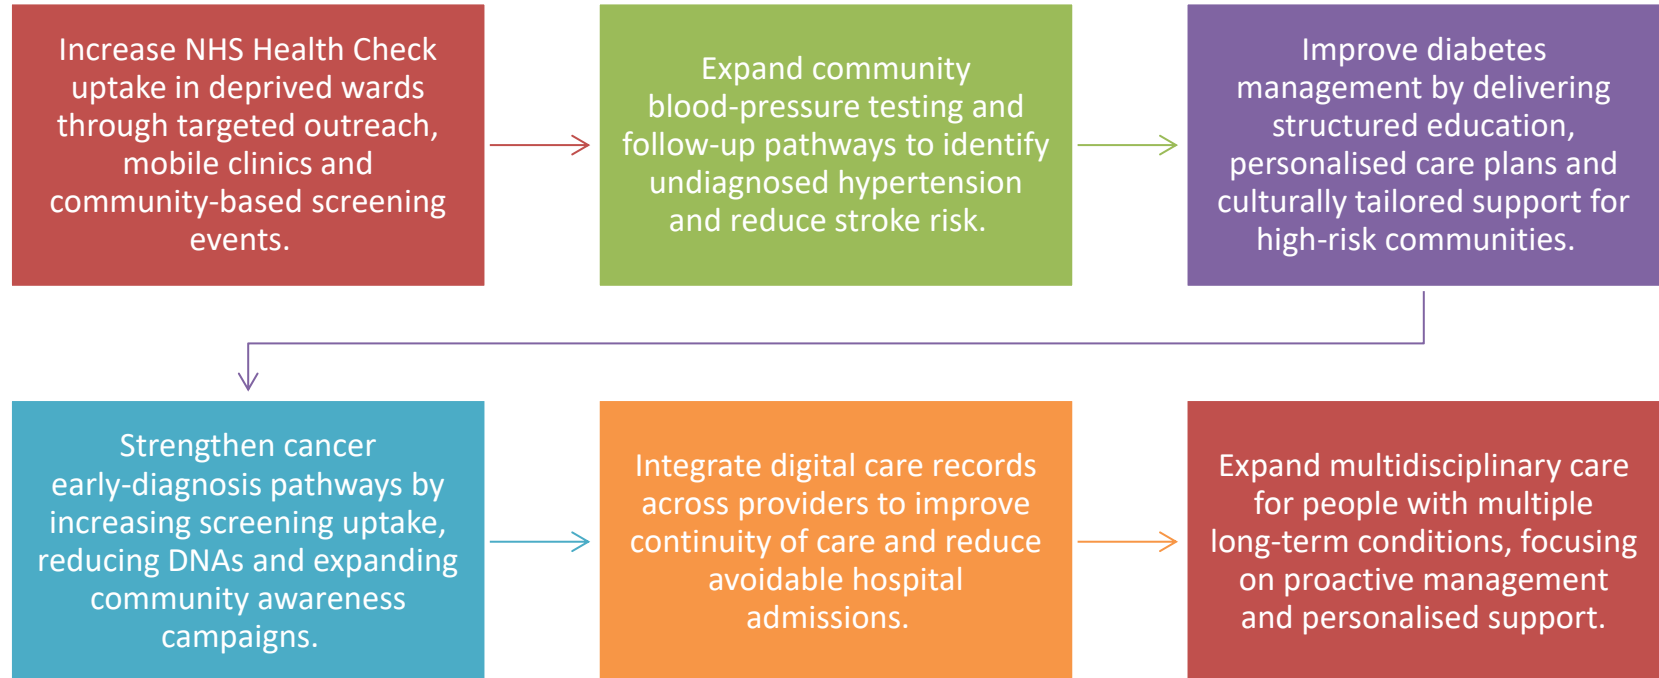 Increase NHS Health Check
uptake in deprived wards
through targeted outreach,
mobile clinics and
community-based screening
events.
Expand community
blood-pressure testing and
follow-up pathways to identify
undiagnosed hypertension
and reduce stroke risk.
Improve diabetes
management by delivering
structured education,
personalised care plans and
culturally tailored support for
high-risk communities.
Strengthen cancer
early-diagnosis pathways by
increasing screening uptake,
reducing DNAs and expanding
community awareness
campaigns.
Integrate digital care records
across providers to improve
continuity of care and reduce
avoidable hospital
admissions.
Expand multidisciplinary care
for people with multiple
long-term conditions, focusing
on proactive management
and personalised support.